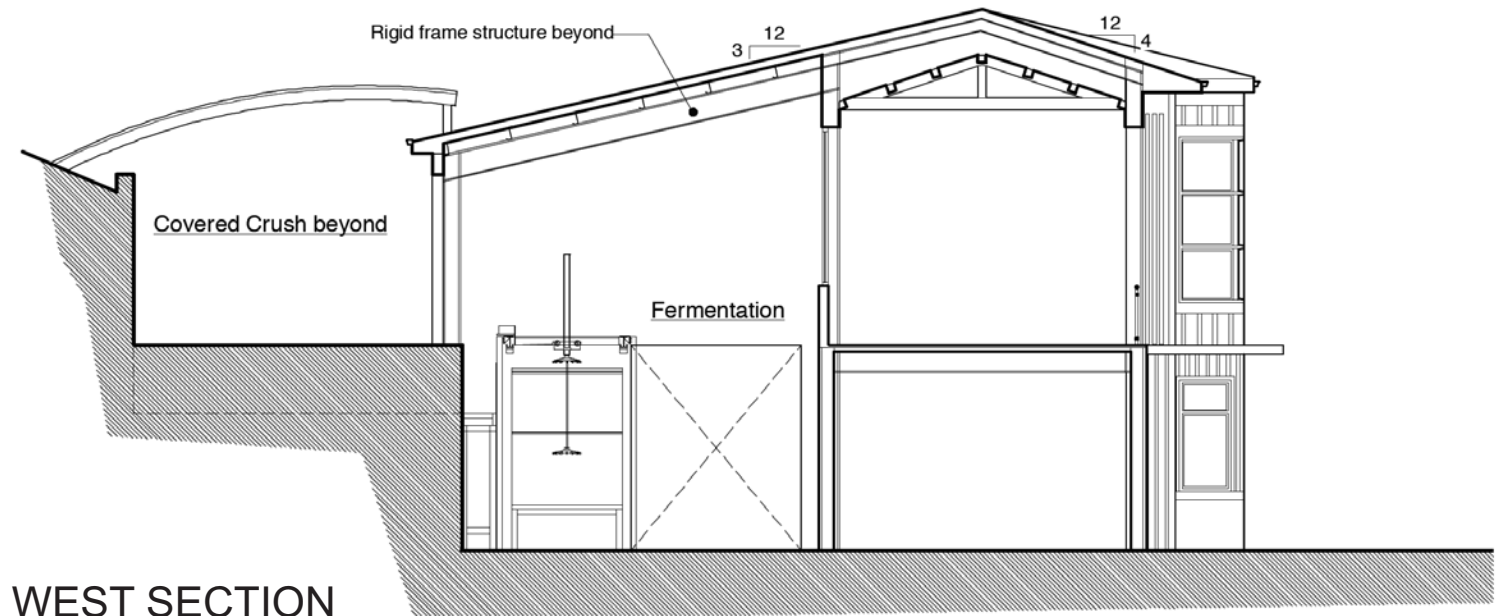 Rigid frame structure beyond
3 12
12 4
Covered Crush beyond
Fermentation
WEST SECTION